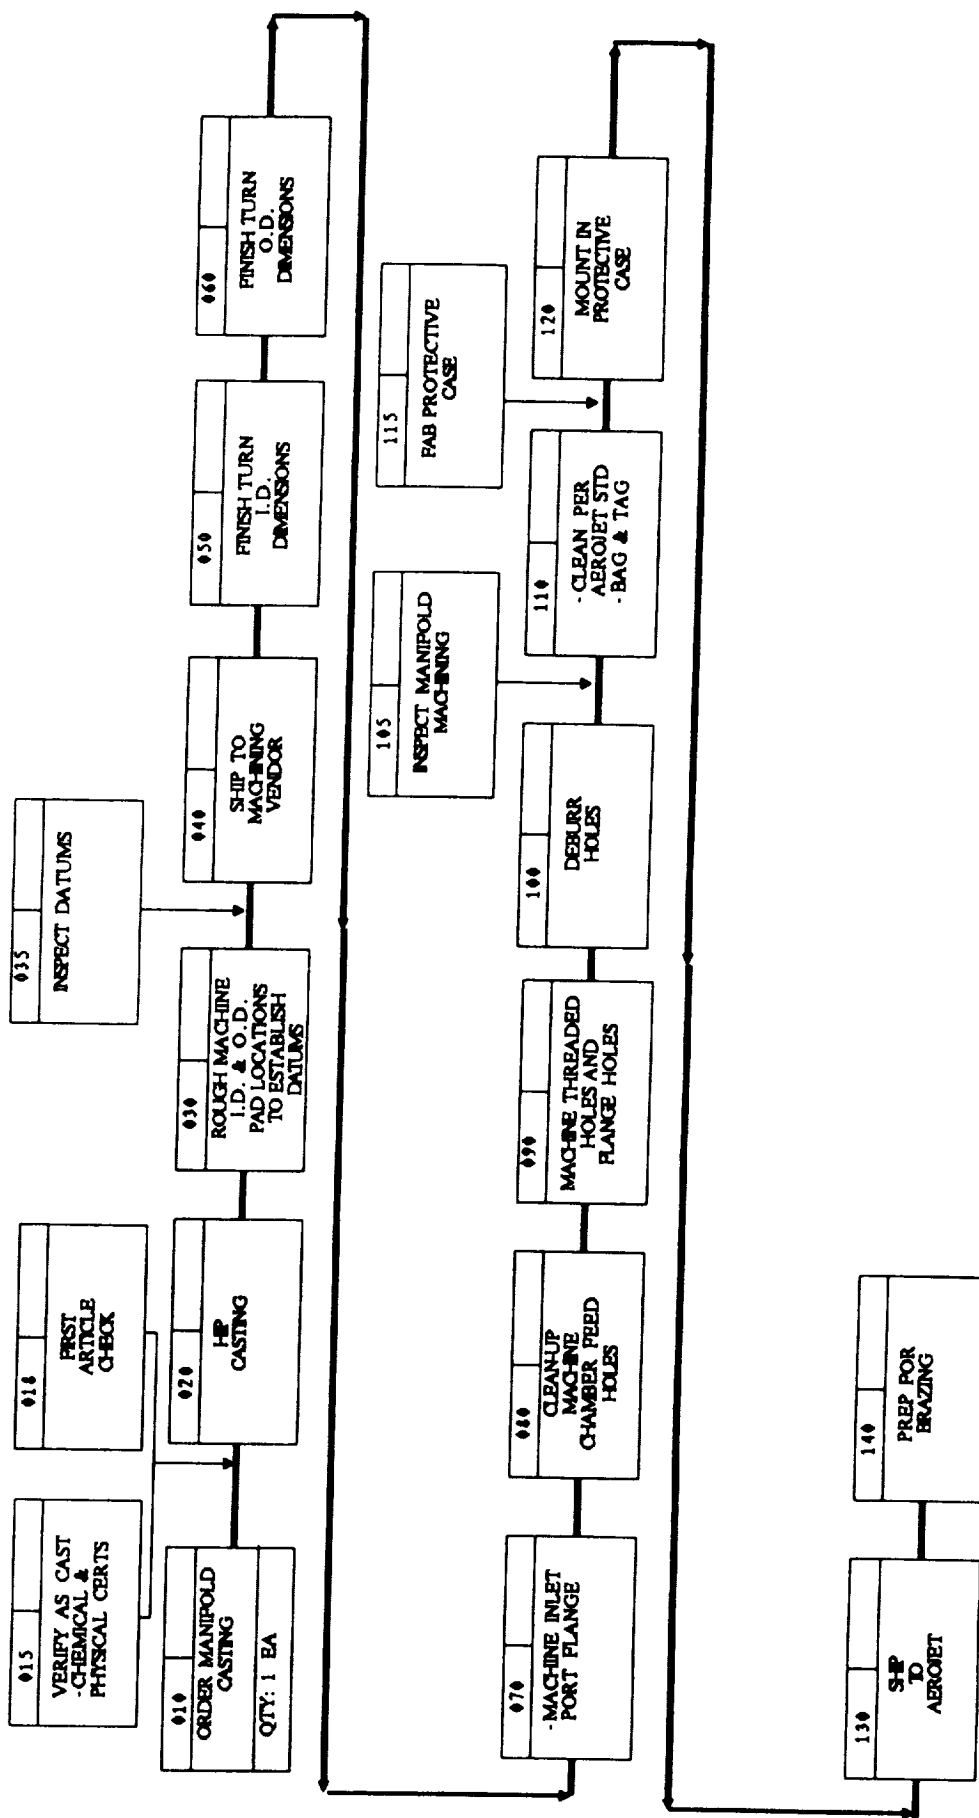 015
VERIFY AS CAST
- CHEMICAL &
PHYSICAL CERTS
018
FIRST
ARTICLE
CHECK
035
INSPECT DATUMS
010
ORDER MANIFOLD
CASTING
QTY: 1 EA
020
HIP
CASTING
030
ROUGH MACHINE
I.D. & O.D.
PAD LOCATIONS
TO ESTABLISH
DATUMS
040
SHIP TO
MACHINING
VENDOR
050
FINISH TURN
I.D.
DIMENSIONS
060
FINISH TURN
O.D.
DIMENSIONS
105
INSPECT MANIFOLD
MACHINING
115
FAB PROTECTIVE
CASE
070
- MACHINE INLET
PORT FLANGE
080
CLEAN-UP
MACHINE
CHAMBER FEED
HOLES
090
MACHINE THREADED
HOLES AND
FLANGE HOLES
100
DEBURR
HOLES
110
- CLEAN PER
AEROJET STD
- BAG & TAG
120
MOUNT IN
PROTECTIVE
CASE
130
SHIP
TO
AEROJET
140
PREP FOR
BRAZING